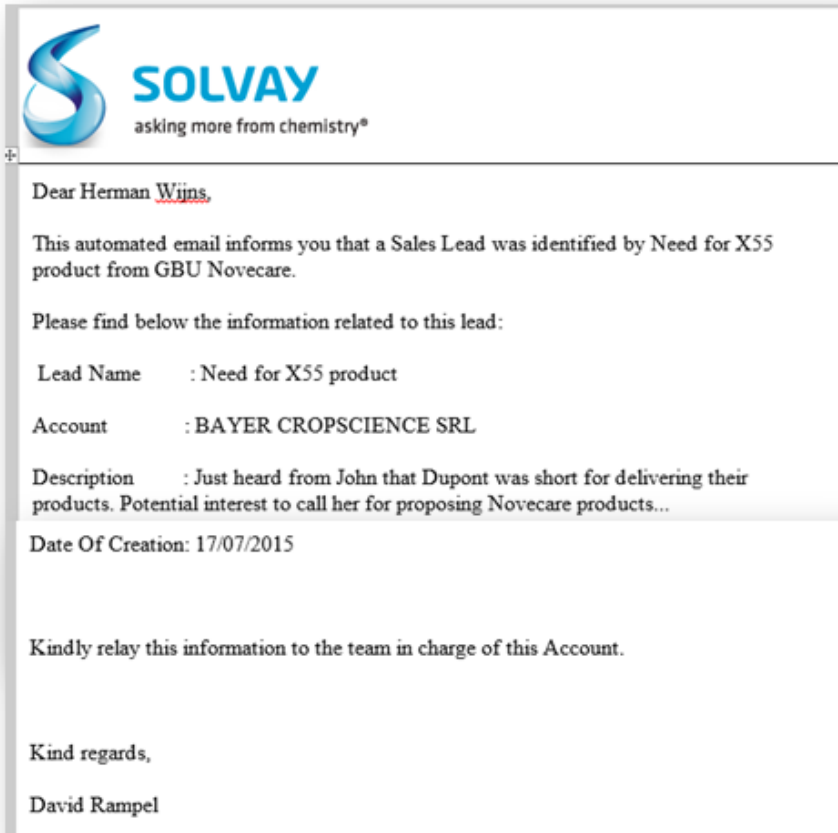 SOLVAY
asking more from chemistry®
Dear Herman Wijns,
This automated email informs you that a Sales Lead was identified by Need for X55
product from GBU Novecare.
Please find below the information related to this lead:
Lead Name : Need for X55 product
Account : BAYER CROPSCIENCE SRL
Description : Just heard from John that Dupont was short for delivering their
products. Potential interest to call her for proposing Novecare products...
Date Of Creation: 17/07/2015
Kindly relay this information to the team in charge of this Account.
Kind regards,
David Rampel